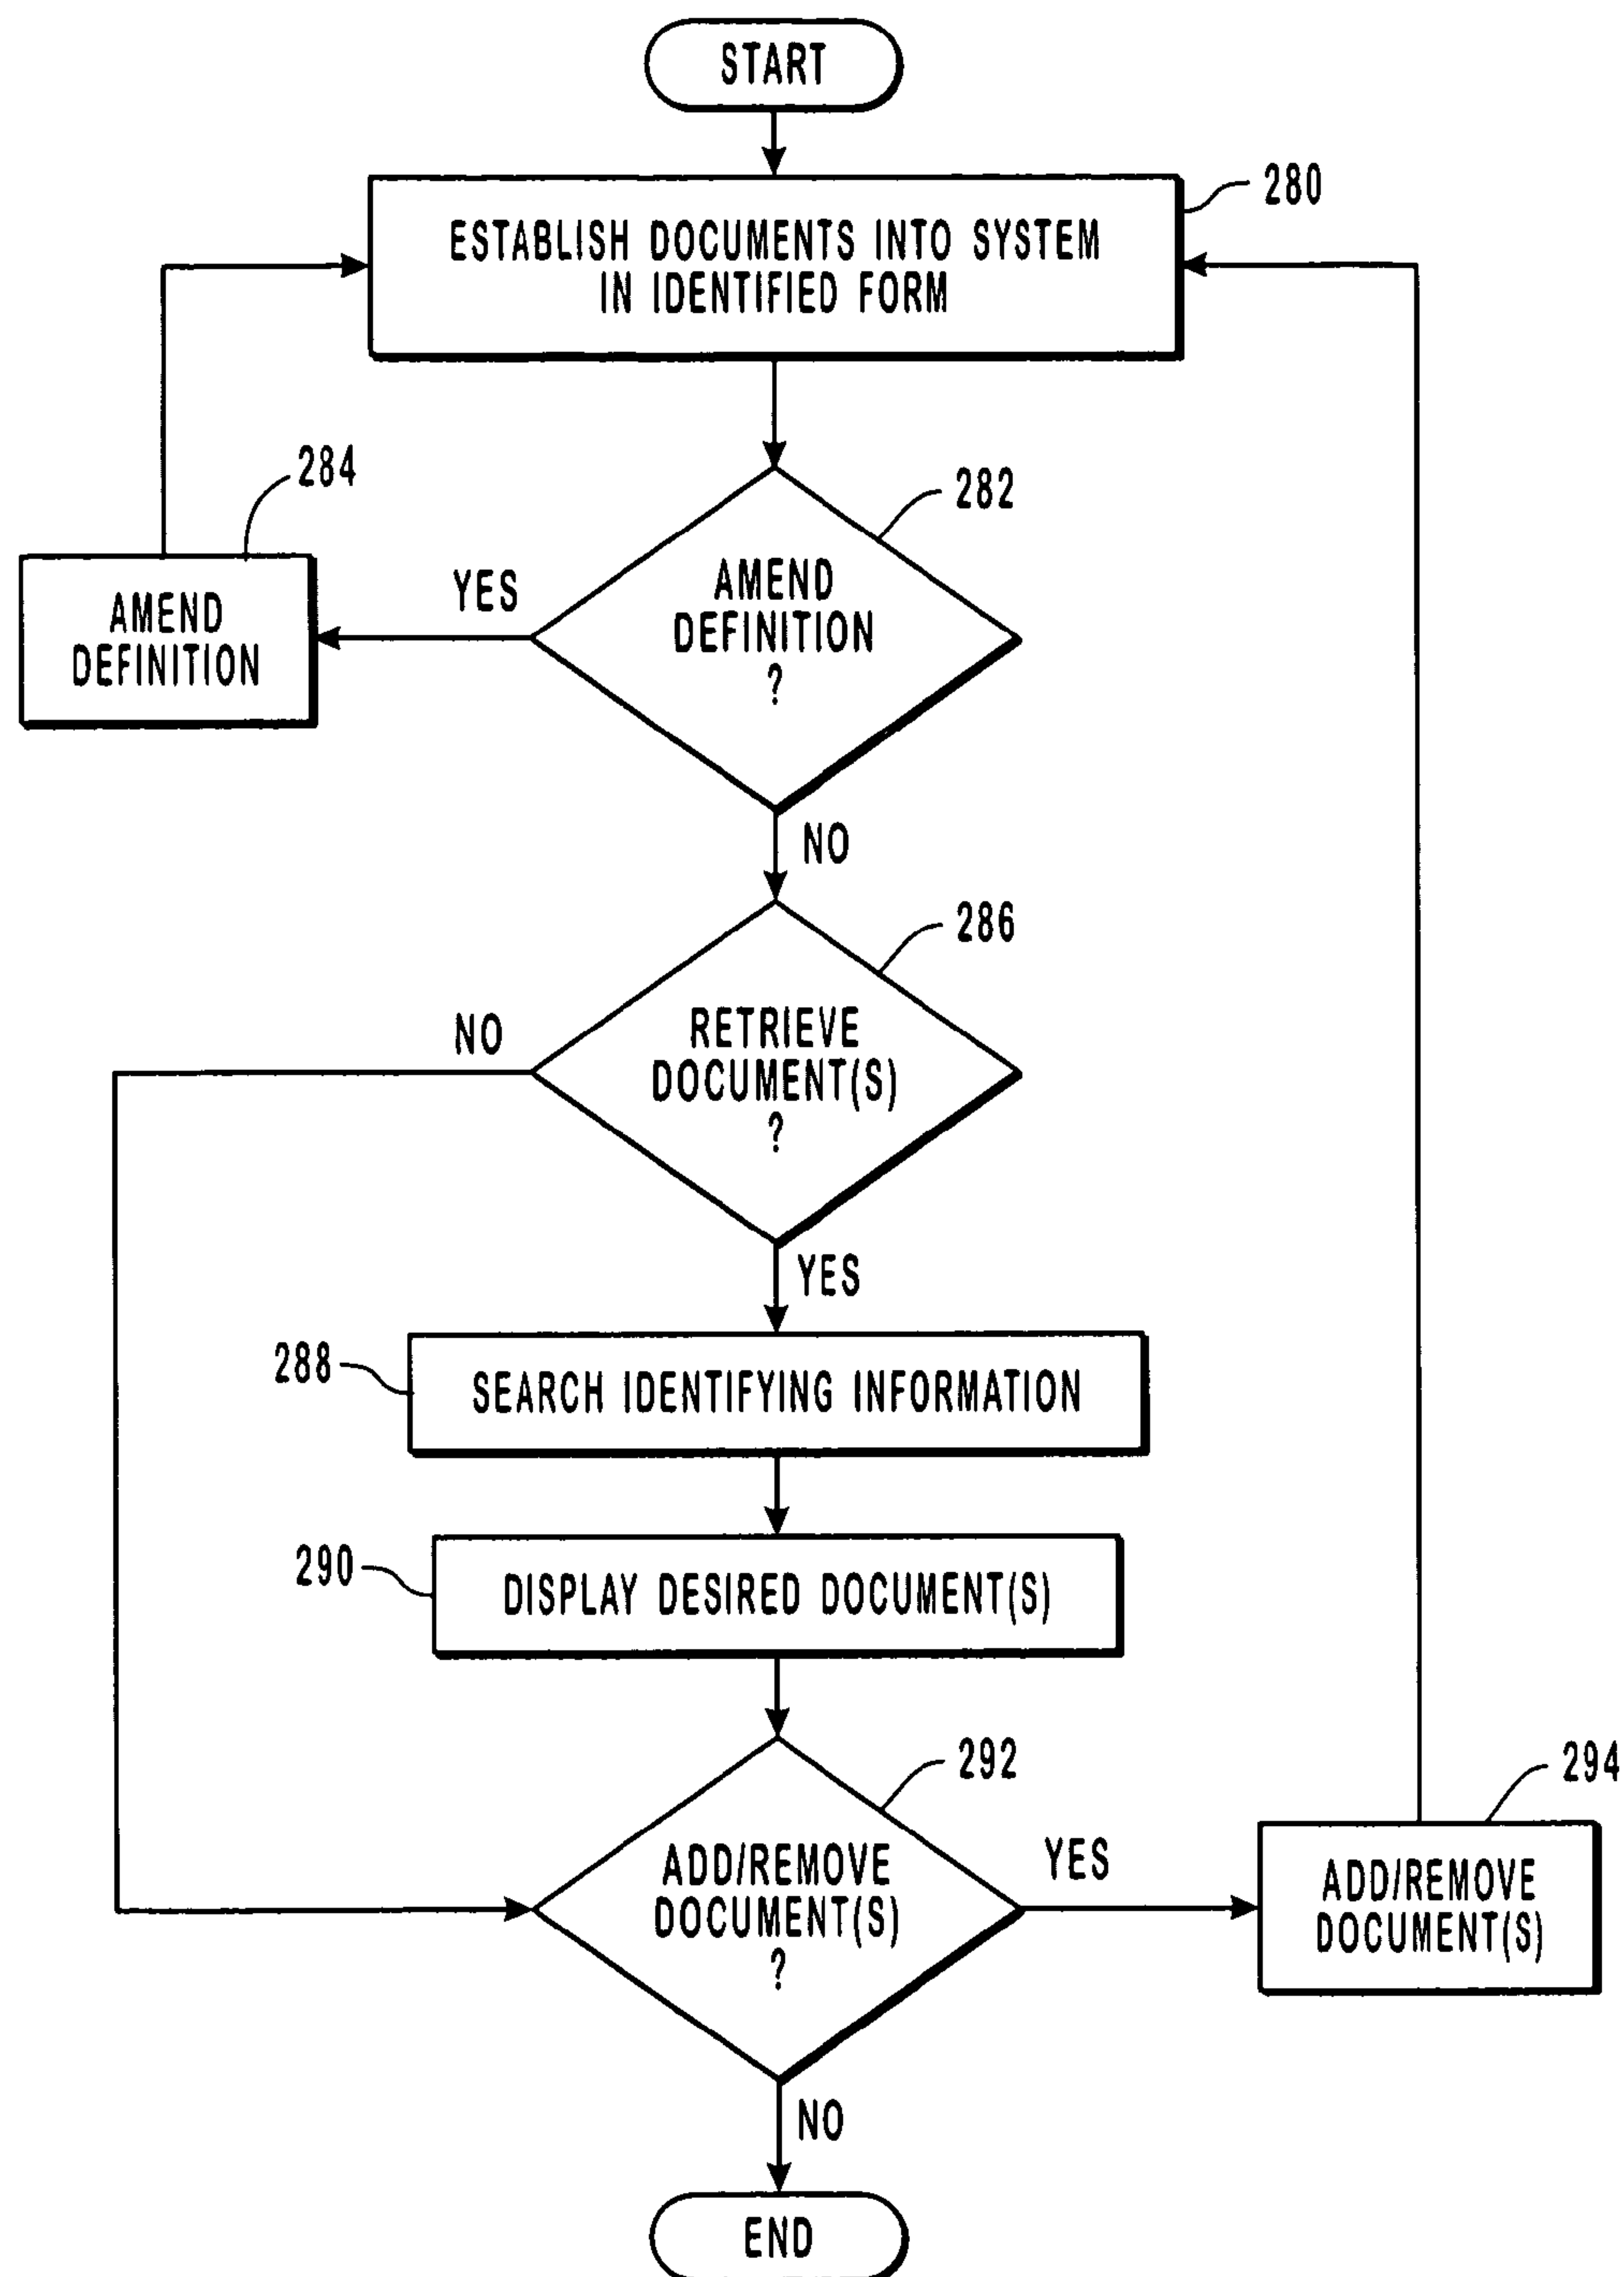 START
280
ESTABLISH DOCUMENTS INTO SYSTEM
IN IDENTIFIED FORM
284
282
AMEND
DEFINITION
YES
AMEND
DEFINITION
?
NO
286
NO
RETRIEVE
DOCUMENT(S)
?
YES
288
SEARCH IDENTIFYING INFORMATION
290
DISPLAY DESIRED DOCUMENT(S)
292
294
ADD/REMOVE
DOCUMENT(S)
?
YES
ADD/REMOVE
DOCUMENT(S)
NO
END